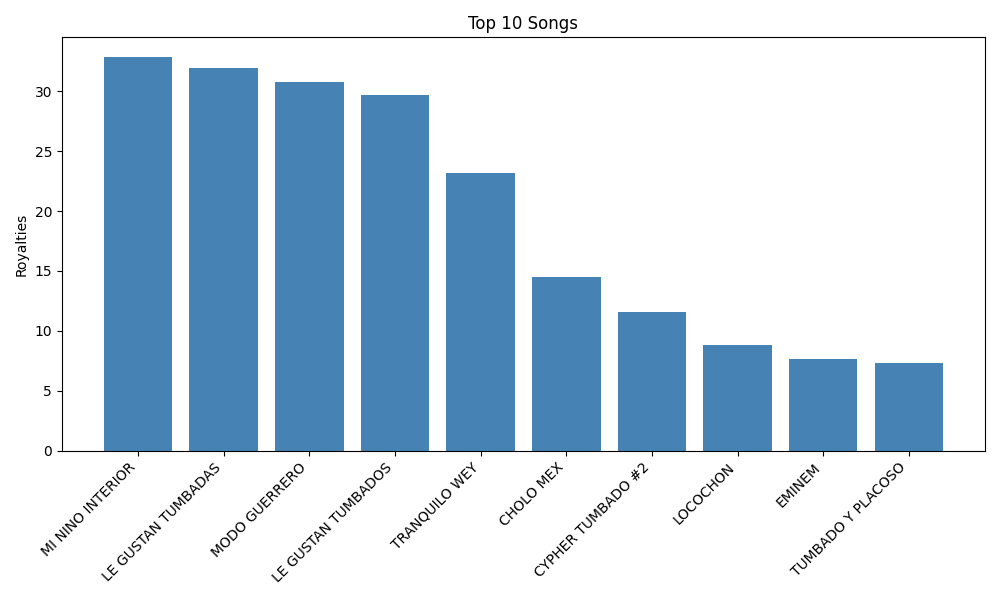 Top 10 Songs
Royalties
30
25
20
15
10
5
0
MI NINO INTERIOR
LE GUSTAN TUMBADAS
MODO GUERRERO
LE GUSTAN TUMBADOS
TRANQUILO WEY
CHOLO MEX
CYPHER TUMBADO #2
LOCOCHON
EMINEM
TUMBADO Y PLACOSO